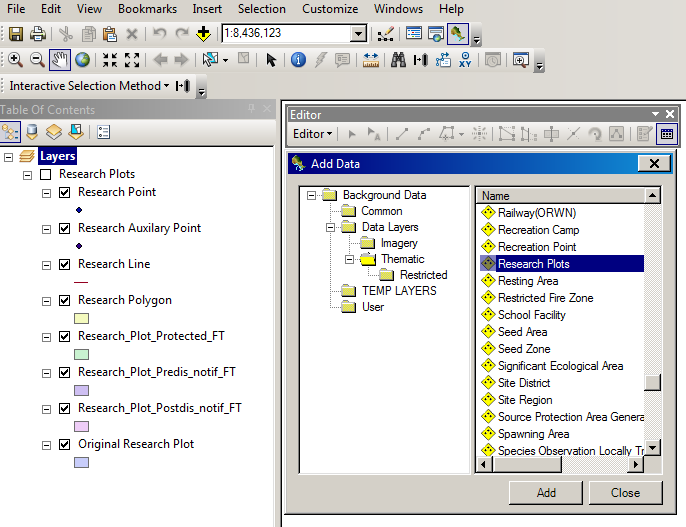 File Edit View Bookmarks Insert Selection Customize Windows Help
1:8,436,123
XY
Interactive Selection Method
Table Of Contents
Layers
Research Plots
Research Point
Research Auxilary Point
Research Line
Research Polygon
Research_Plot_Protected_FT
Research_Plot_Predis_notif_FT
Research_Plot_Postdis_notif_FT
Original Research Plot
Editor
Editor
Add Data
Background Data
Common
Data Layers
Imagery
Thematic
Restricted
TEMP LAYERS
User
Name
Railway(ORWN)
Recreation Camp
Recreation Point
Research Plots
Resting Area
Restricted Fire Zone
School Facility
Seed Area
Seed Zone
Significant Ecological Area
Site District
Site Region
Source Protection Area Genera
Spawning Area
Species Observation Locally Tr
Add Close